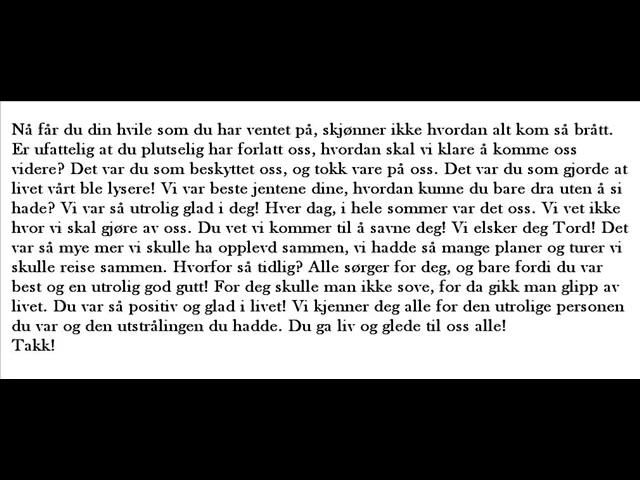 Nå får du din hvile som du har ventet på, skjønner ikke hvordan alt kom så brått.
Er ufattelig at du plutselig har forlatt oss, hvordan skal vi klare å komme oss
videre? Det var du som beskyttet oss, og tokk vare på oss. Det var du som gjorde at
livet vårt ble lysere! Vi var beste jentene dine, hvordan kunne du bare dra uten å si
hade? Vi var så utrolig glad i deg! Hver dag, i hele sommer var det oss. Vi vet ikke
hvor vi skal gjøre av oss. Du vet vi kommer til å savne deg! Vi elsker deg Tord! Det
var så mye mer vi skulle ha opplevd sammen, vi hadde så mange planer og turer vi
skulle reise sammen. Hvorfor så tidlig? Alle sørger for deg, og bare fordi du var
best og en utrolig god gutt! For deg skulle man ikke sove, for da gikk man glipp av
livet. Du var så positiv og glad i livet! Vi kjenner deg alle for den utrolige personen
du var og den utstrålingen du hadde. Du ga liv og glede til oss alle!
Takk!